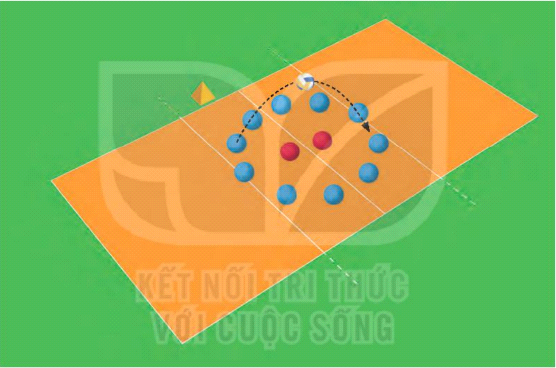 KẾT NỐI TRI THỨC
VỚI CUỘC SỐNG